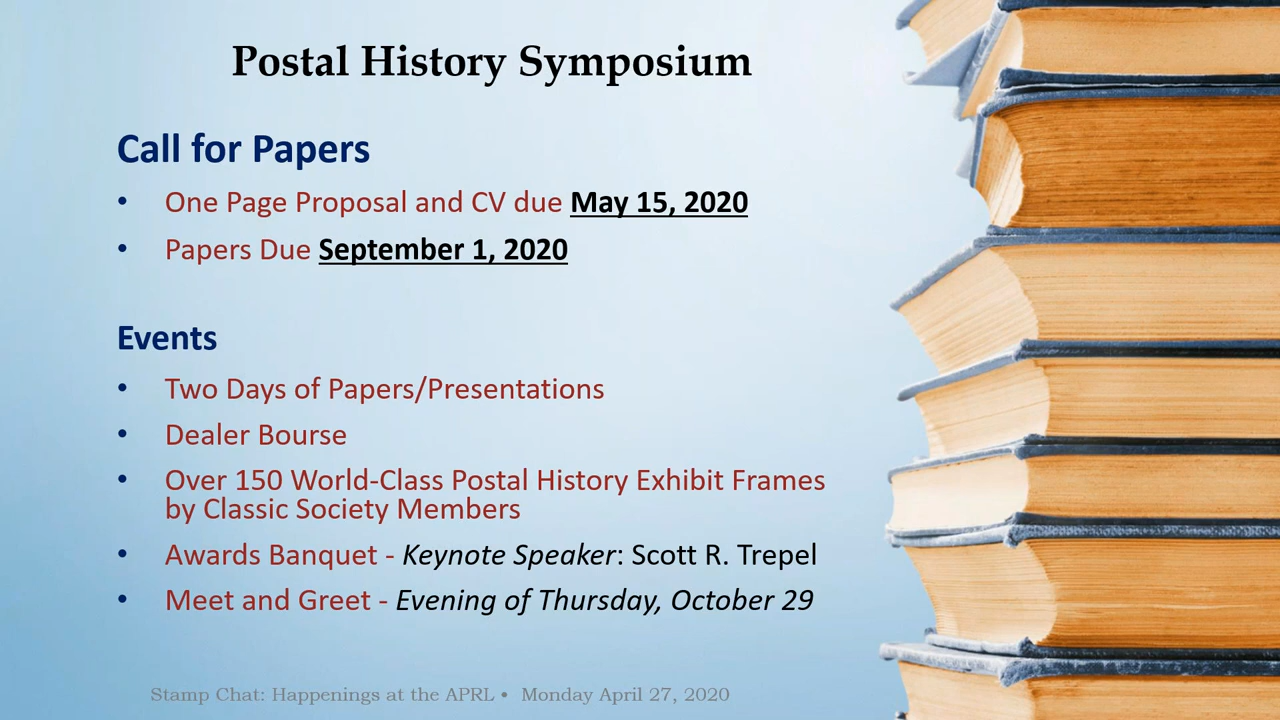 Postal History Symposium
Call for Papers
• One Page Proposal and CV due May 15, 2020
• Papers Due September 1, 2020
Events
• Two Days of Papers/Presentations
• Dealer Bourse
• Over 150 World-Class Postal History Exhibit Frames
by Classic Society Members
• Awards Banquet - Keynote Speaker: Scott R. Trepel
• Meet and Greet - Evening of Thursday, October 29
Stamp Chat: Happenings at the APRL • Monday April 27, 2020